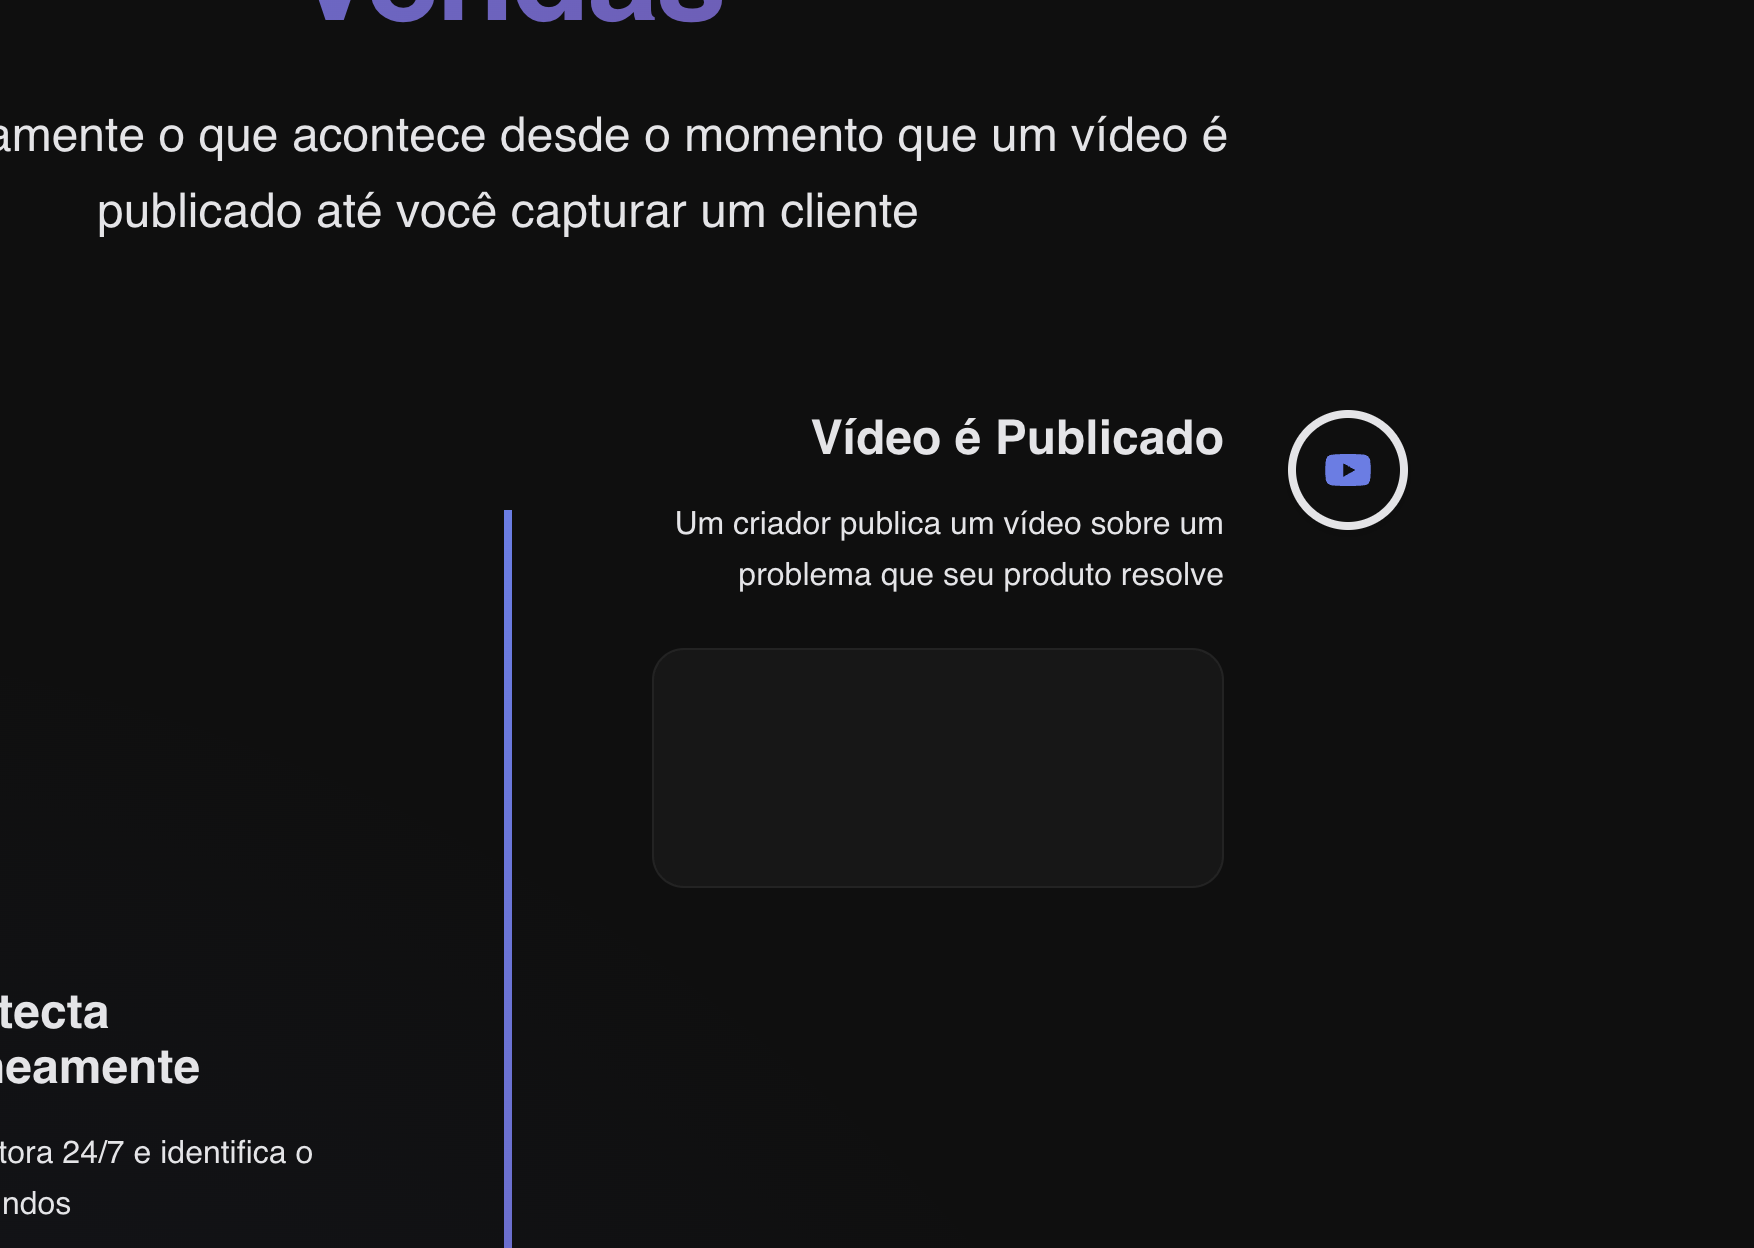 vendas
amente o que acontece desde o momento que um vídeo é
publicado até você capturar um cliente
Vídeo é Publicado
Um criador publica um vídeo sobre um
problema que seu produto resolve
tecta
neamente
tora 24/7 e identifica o
ndos